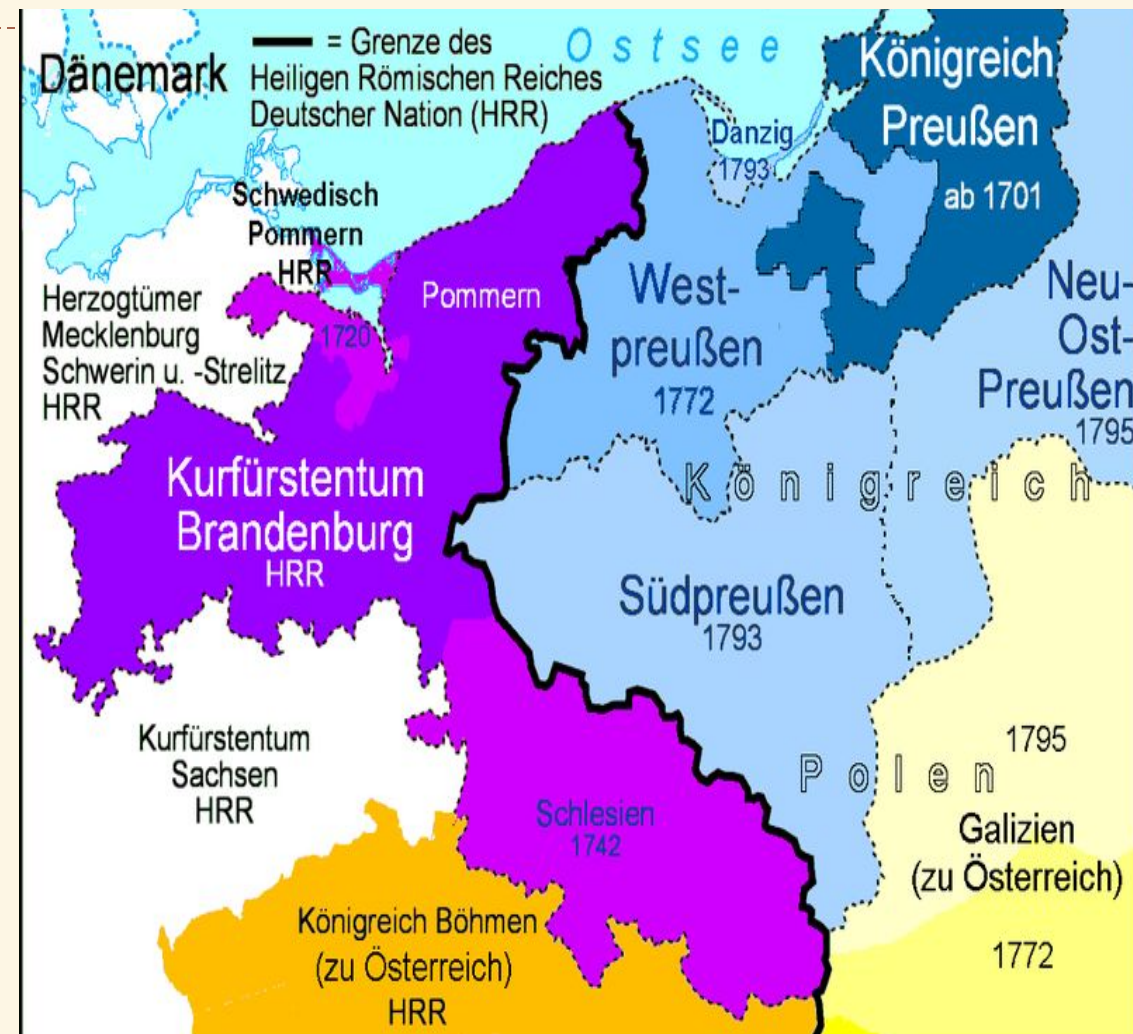 Dänemark
= Grenze des
Heiligen Römischen Reiches
Deutscher Nation (HRR)
Ostsee
Königreich
Preußen
ab 1701
Danzig
1793
Schwedisch
Pommern
HRR
Pommern
1720
Herzogtümer
Mecklenburg
Schwerin u. -Strelitz
HRR
West-
preußen
1772
Neu-
Ost-
Preußen
1795
Kurfürstentum
Brandenburg
HRR
Königreich
Südpreußen
1793
Kurfürstentum
Sachsen
HRR
1795
Polen
Schlesien
1742
Galizien
(zu Österreich)
1772
Königreich Böhmen
(zu Österreich)
HRR